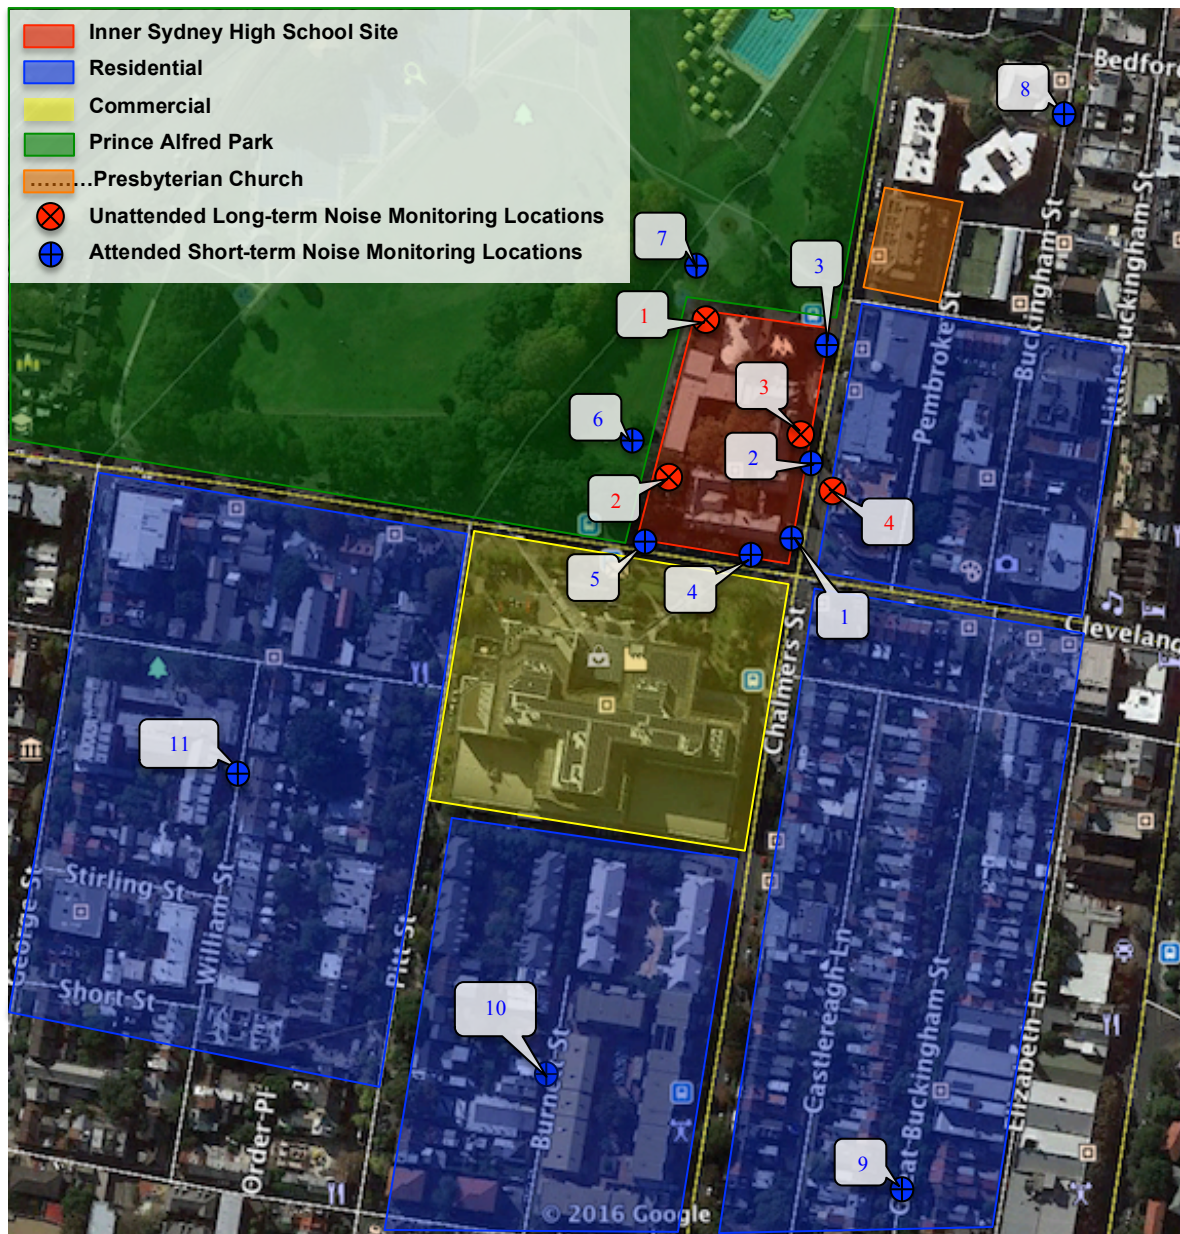 Inner Sydney High School Site
Residential
Commercial
Prince Alfred Park
.........Presbyterian Church
Unattended Long-term Noise Monitoring Locations
Attended Short-term Noise Monitoring Locations
Bedford
8
Little Buckingham St
Buckingham St
Pembroke St
7
3
1
3
6
2
2
4
5
4
1
Cleveland
Chalmers St
11
Stirling St
William St
George St
Short St
Pitt St
10
Castlereagh Ln
Great Buckingham St
Elizabeth Ln
Order Pl
Burnett St
9
© 2016 Google